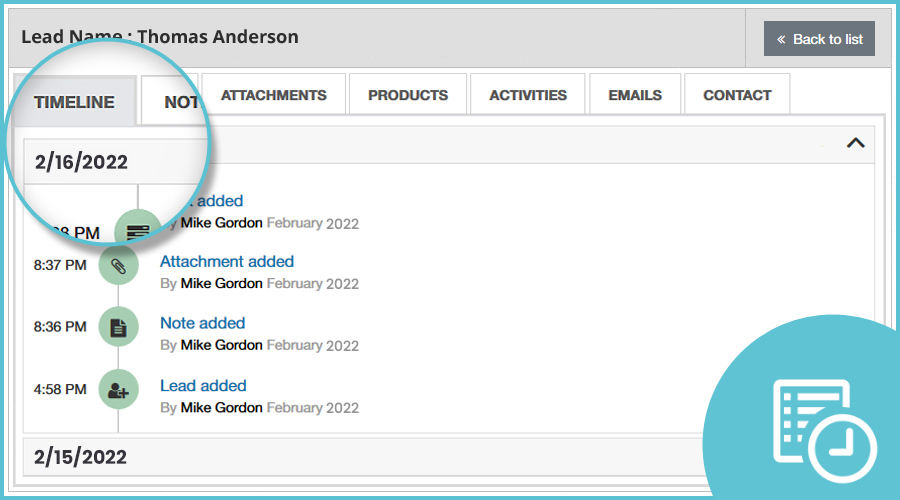 Lead Name : Thomas Anderson
« Back to list
TIMELINE NOT ATTACHMENTS PRODUCTS ACTIVITIES EMAILS CONTACT
2/16/2022
added
8 PM By Mike Gordon February 2022
Attachment added
8:37 PM By Mike Gordon February 2022
Note added
8:36 PM By Mike Gordon February 2022
Lead added
4:58 PM By Mike Gordon February 2022
2/15/2022